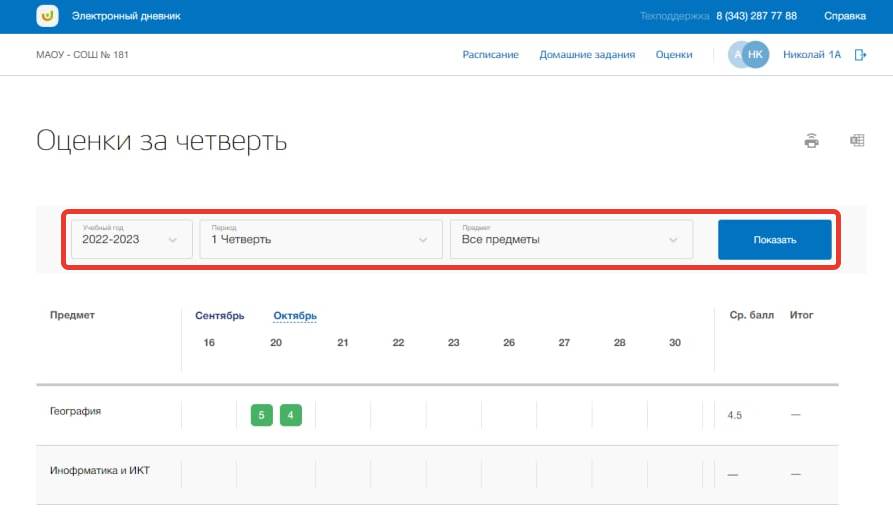 Электронный дневник
Техподдержка 8 (343) 287 77 88 Справка
МАОУ - СОШ № 181
Расписание Домашние задания Оценки А НК Николай 1А
Оценки за четверть
Учебный год Период Предмет
2022-2023 1 Четверть Все предметы Показать
Предмет Сентябрь Октябрь Ср. балл Итог
16 20 21 22 23 26 27 28 30
География 5 4 4.5 —
Инофрматика и ИКТ — —